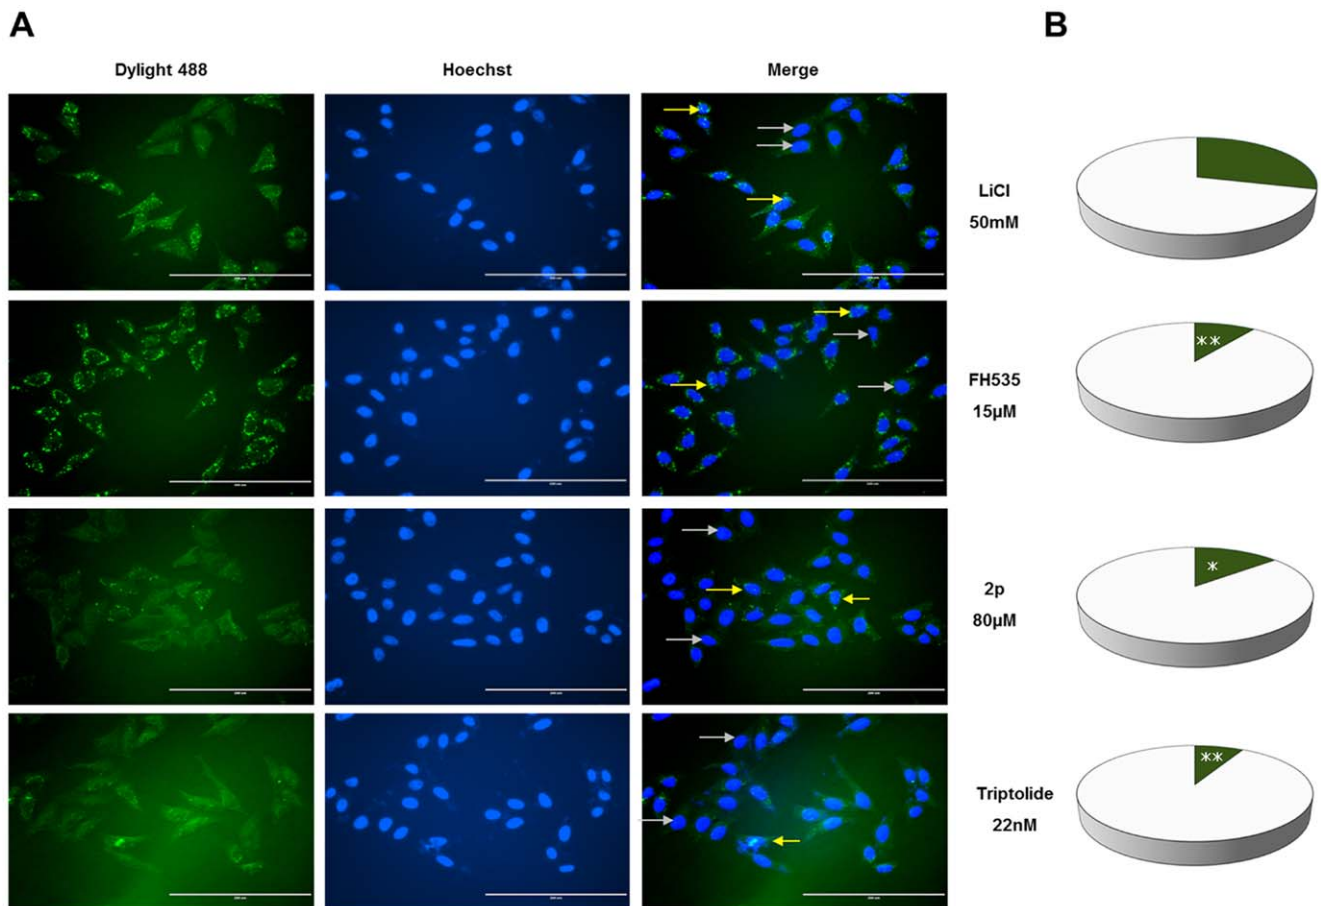 A
B
Dylight 488
Hoechst
Merge
LiCl
50mM
FH535
15µM
**
2p
80µM
*
Triptolide
22nM
**